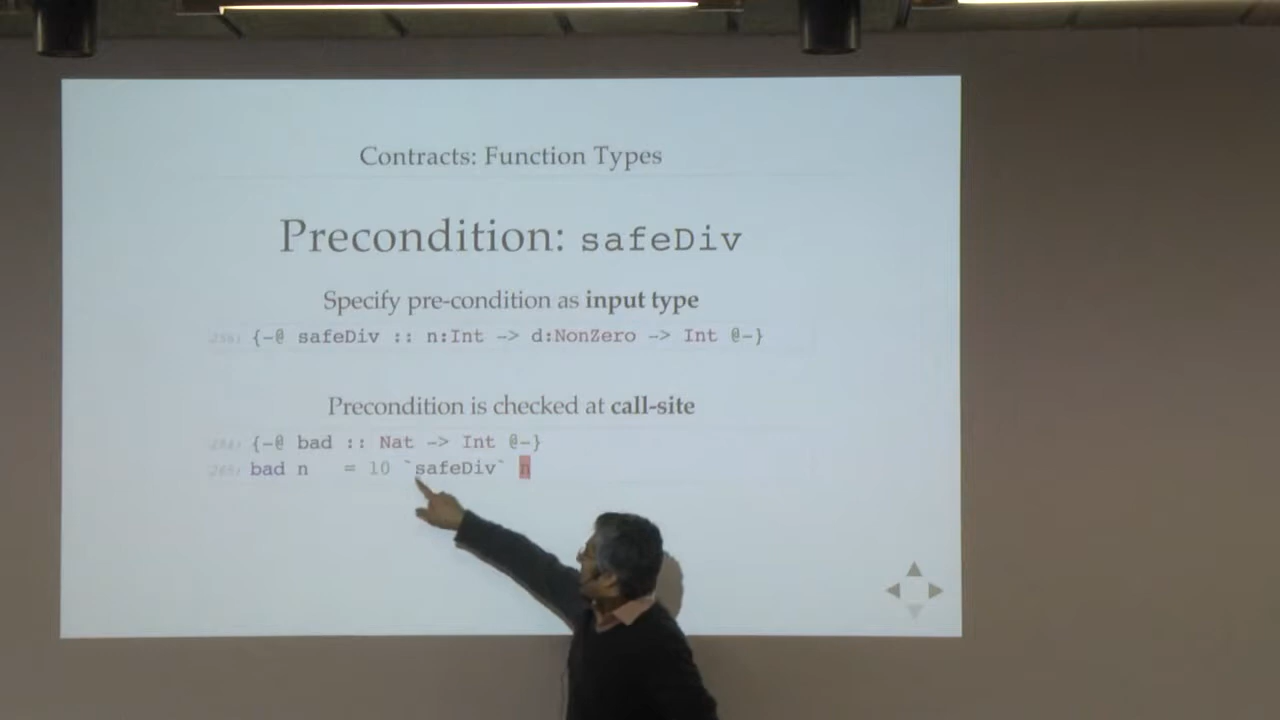 Contracts: Function Types
Precondition: safeDiv
Specify pre-condition as input type
{-@ safeDiv :: n:Int -> d:NonZero -> Int @-}
Precondition is checked at call-site
{-@ bad :: Nat -> Int @-}
bad n = 10 `safeDiv` n